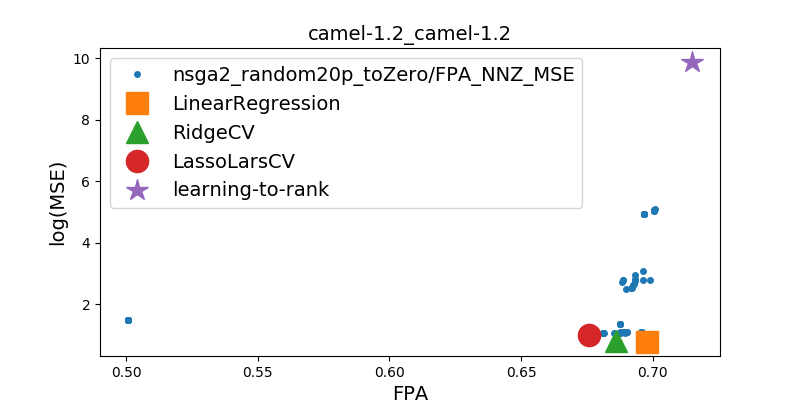 camel-1.2_camel-1.2
10
8
6
4
2
log(MSE)
nsga2_random20p_toZero/FPA_NNZ_MSE
LinearRegression
RidgeCV
LassoLarsCV
learning-to-rank
0.50
0.55
0.60
0.65
0.70
FPA